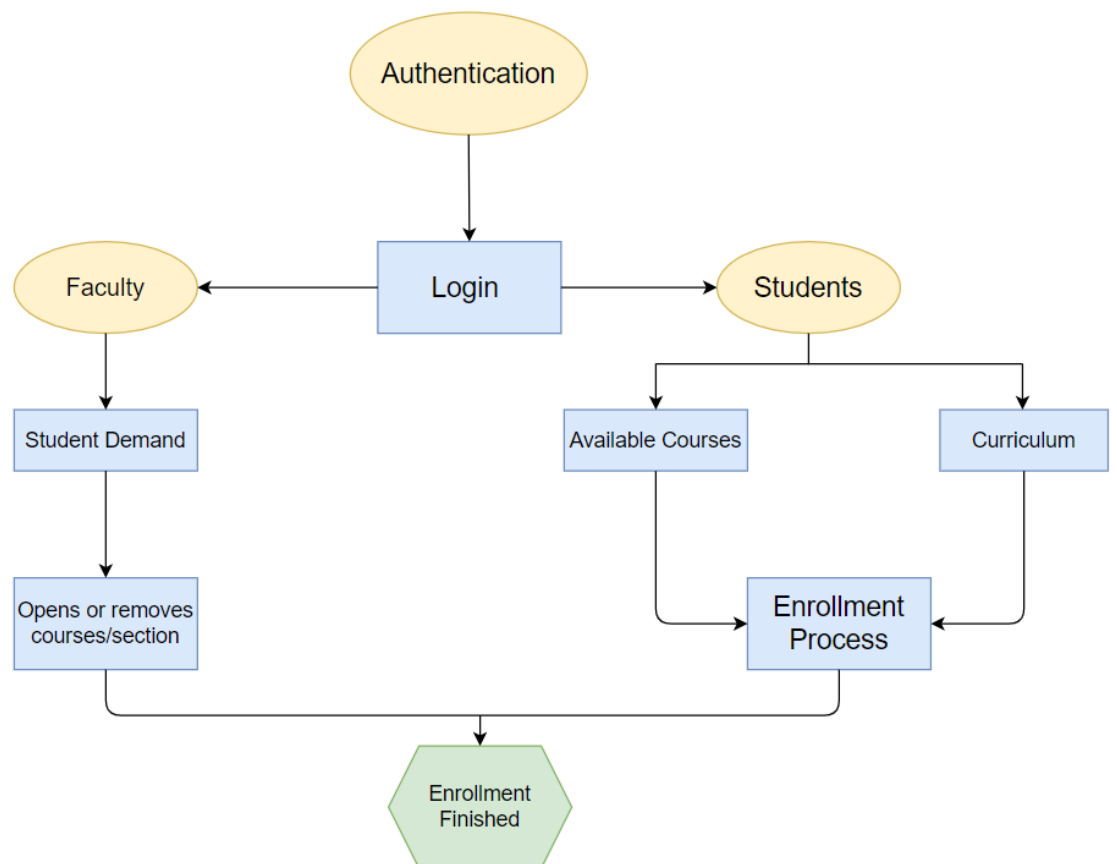 Authentication
Faculty
Login
Students
Student Demand
Available Courses
Curriculum
Opens or removes
courses/section
Enrollment
Process
Enrollment
Finished